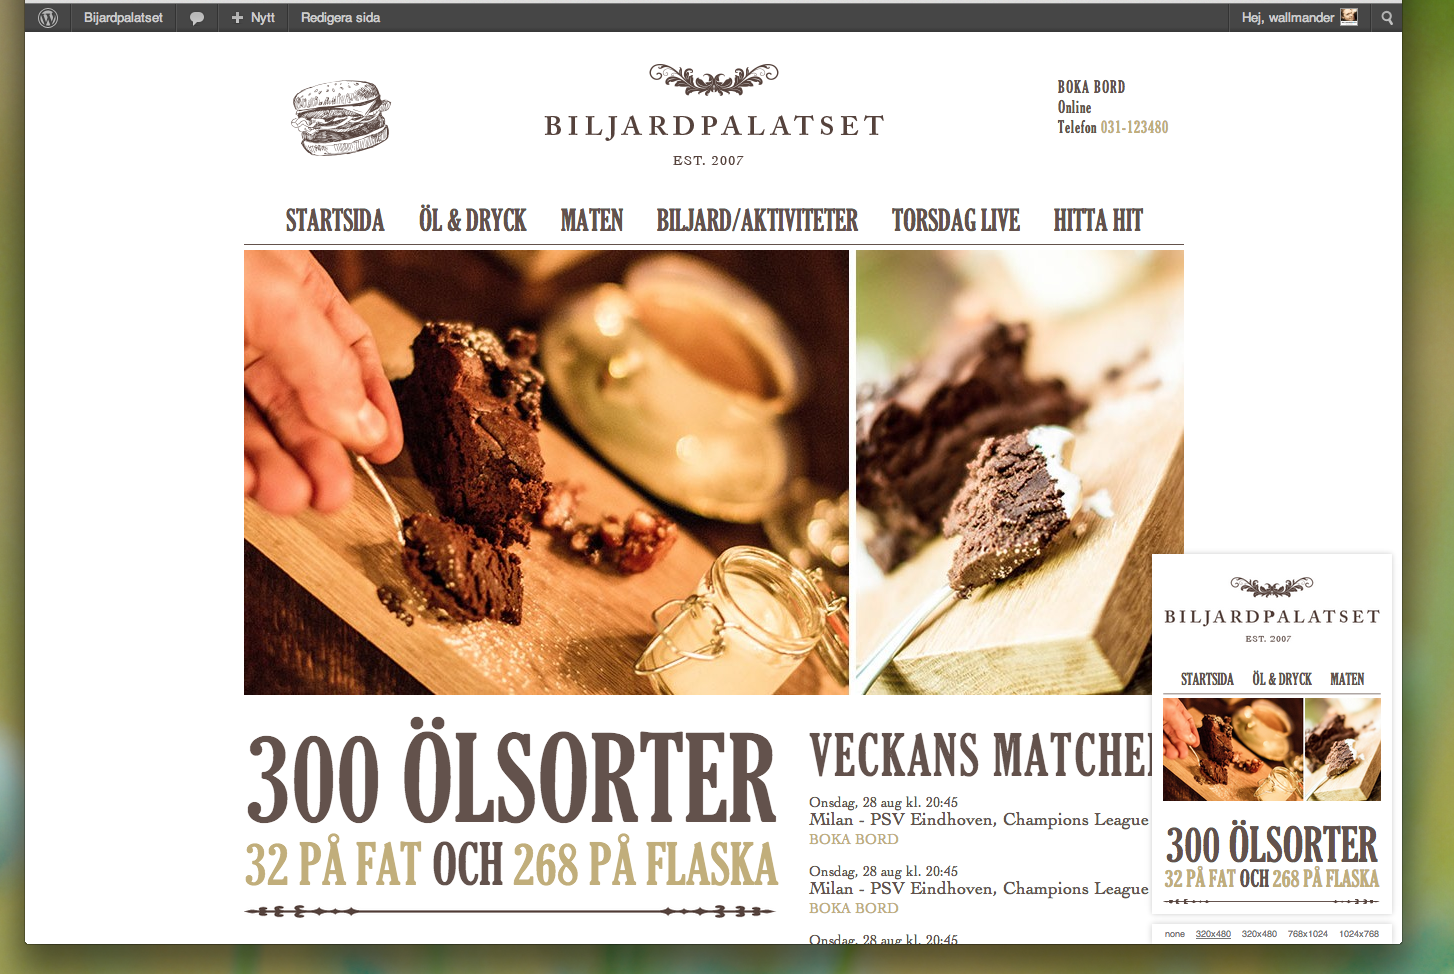 Bijardpalatset
Nytt
Redigera sida
Hej, wallmander
BILJARDPALATSET
EST. 2007
BOKA BORD
Online
Telefon 031-123480
STARTSIDA ÖL & DRYCK MATEN BILJARD/AKTIVITETER TORSDAG LIVE HITTA HIT
300 ÖLSORTER
32 PÅ FAT OCH 268 PÅ FLASKA
VECKANS MATCHER
Onsdag, 28 aug kl. 20:45
Milan - PSV Eindhoven, Champions League
BOKA BORD
Onsdag, 28 aug kl. 20:45
Milan - PSV Eindhoven, Champions League
BOKA BORD
Onsdag, 28 aug kl. 20:45
BILJARDPALATSET
EST. 2007
STARTSIDA ÖL & DRYCK MATEN
300 ÖLSORTER
32 PÅ FAT OCH 268 PÅ FLASKA
none 320x480 320x480 768x1024 1024x768